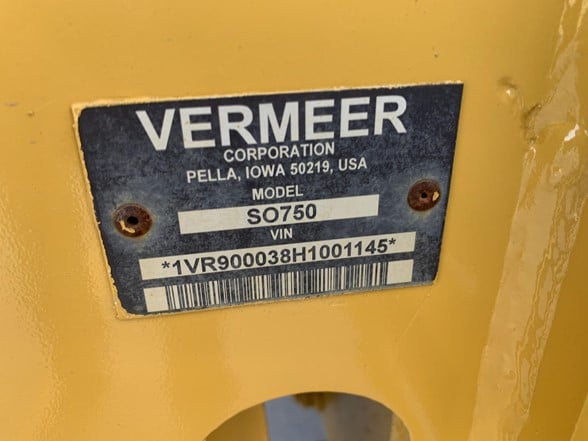 VERMEER
CORPORATION
PELLA, IOWA 50219, USA
MODEL
SO750
VIN
*1VR900038H1001145*